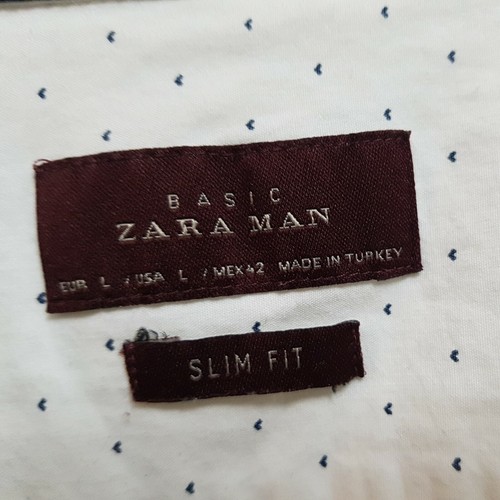 BASIC
ZARA MAN
EUR L / USA L / MEX 42 MADE IN TURKEY
SLIM FIT